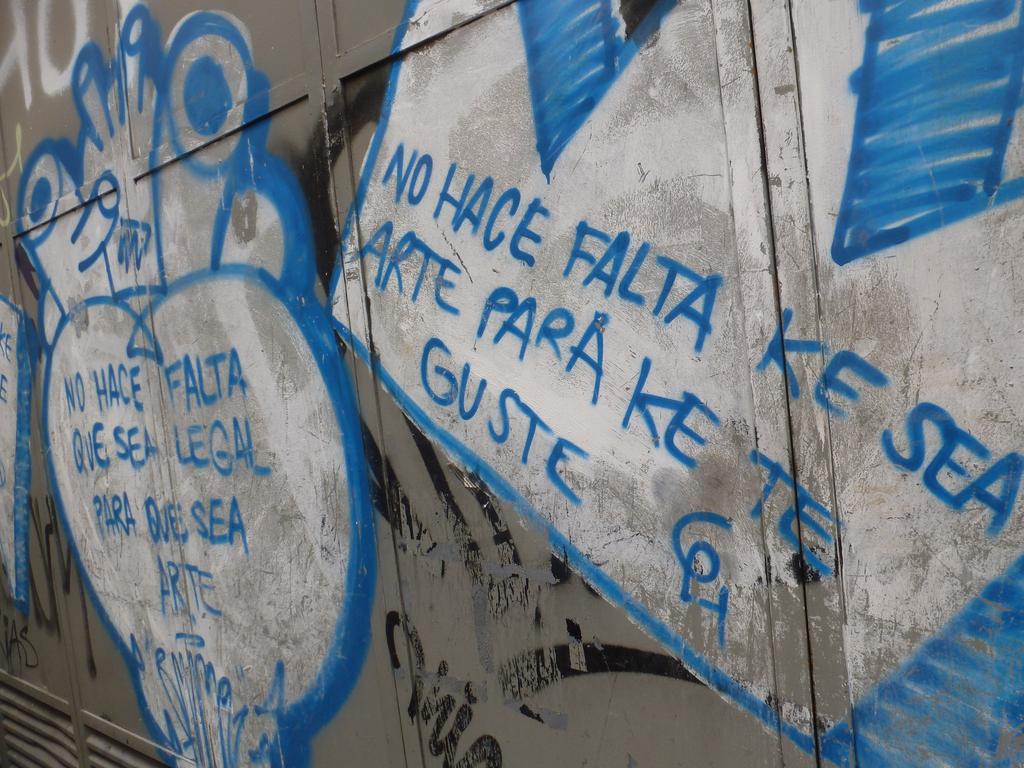 NO HACE FALTA
QUE SEA LEGAL
PARA QUE SEA
ARTE
NO HACE FALTA KE SEA
ARTE PARA KE TE
GUSTE